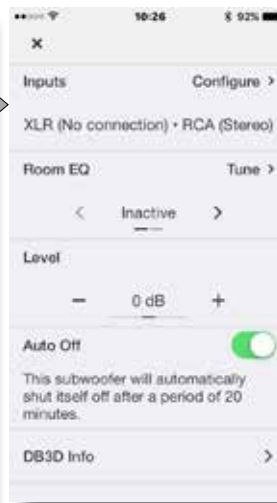 10:26 92%
×
Inputs Configure >
XLR (No connection) • RCA (Stereo)
Room EQ Tune >
< Inactive >
Level
− 0 dB +
Auto Off
This subwoofer will automatically
shut itself off after a period of 20
minutes.
DB3D Info >